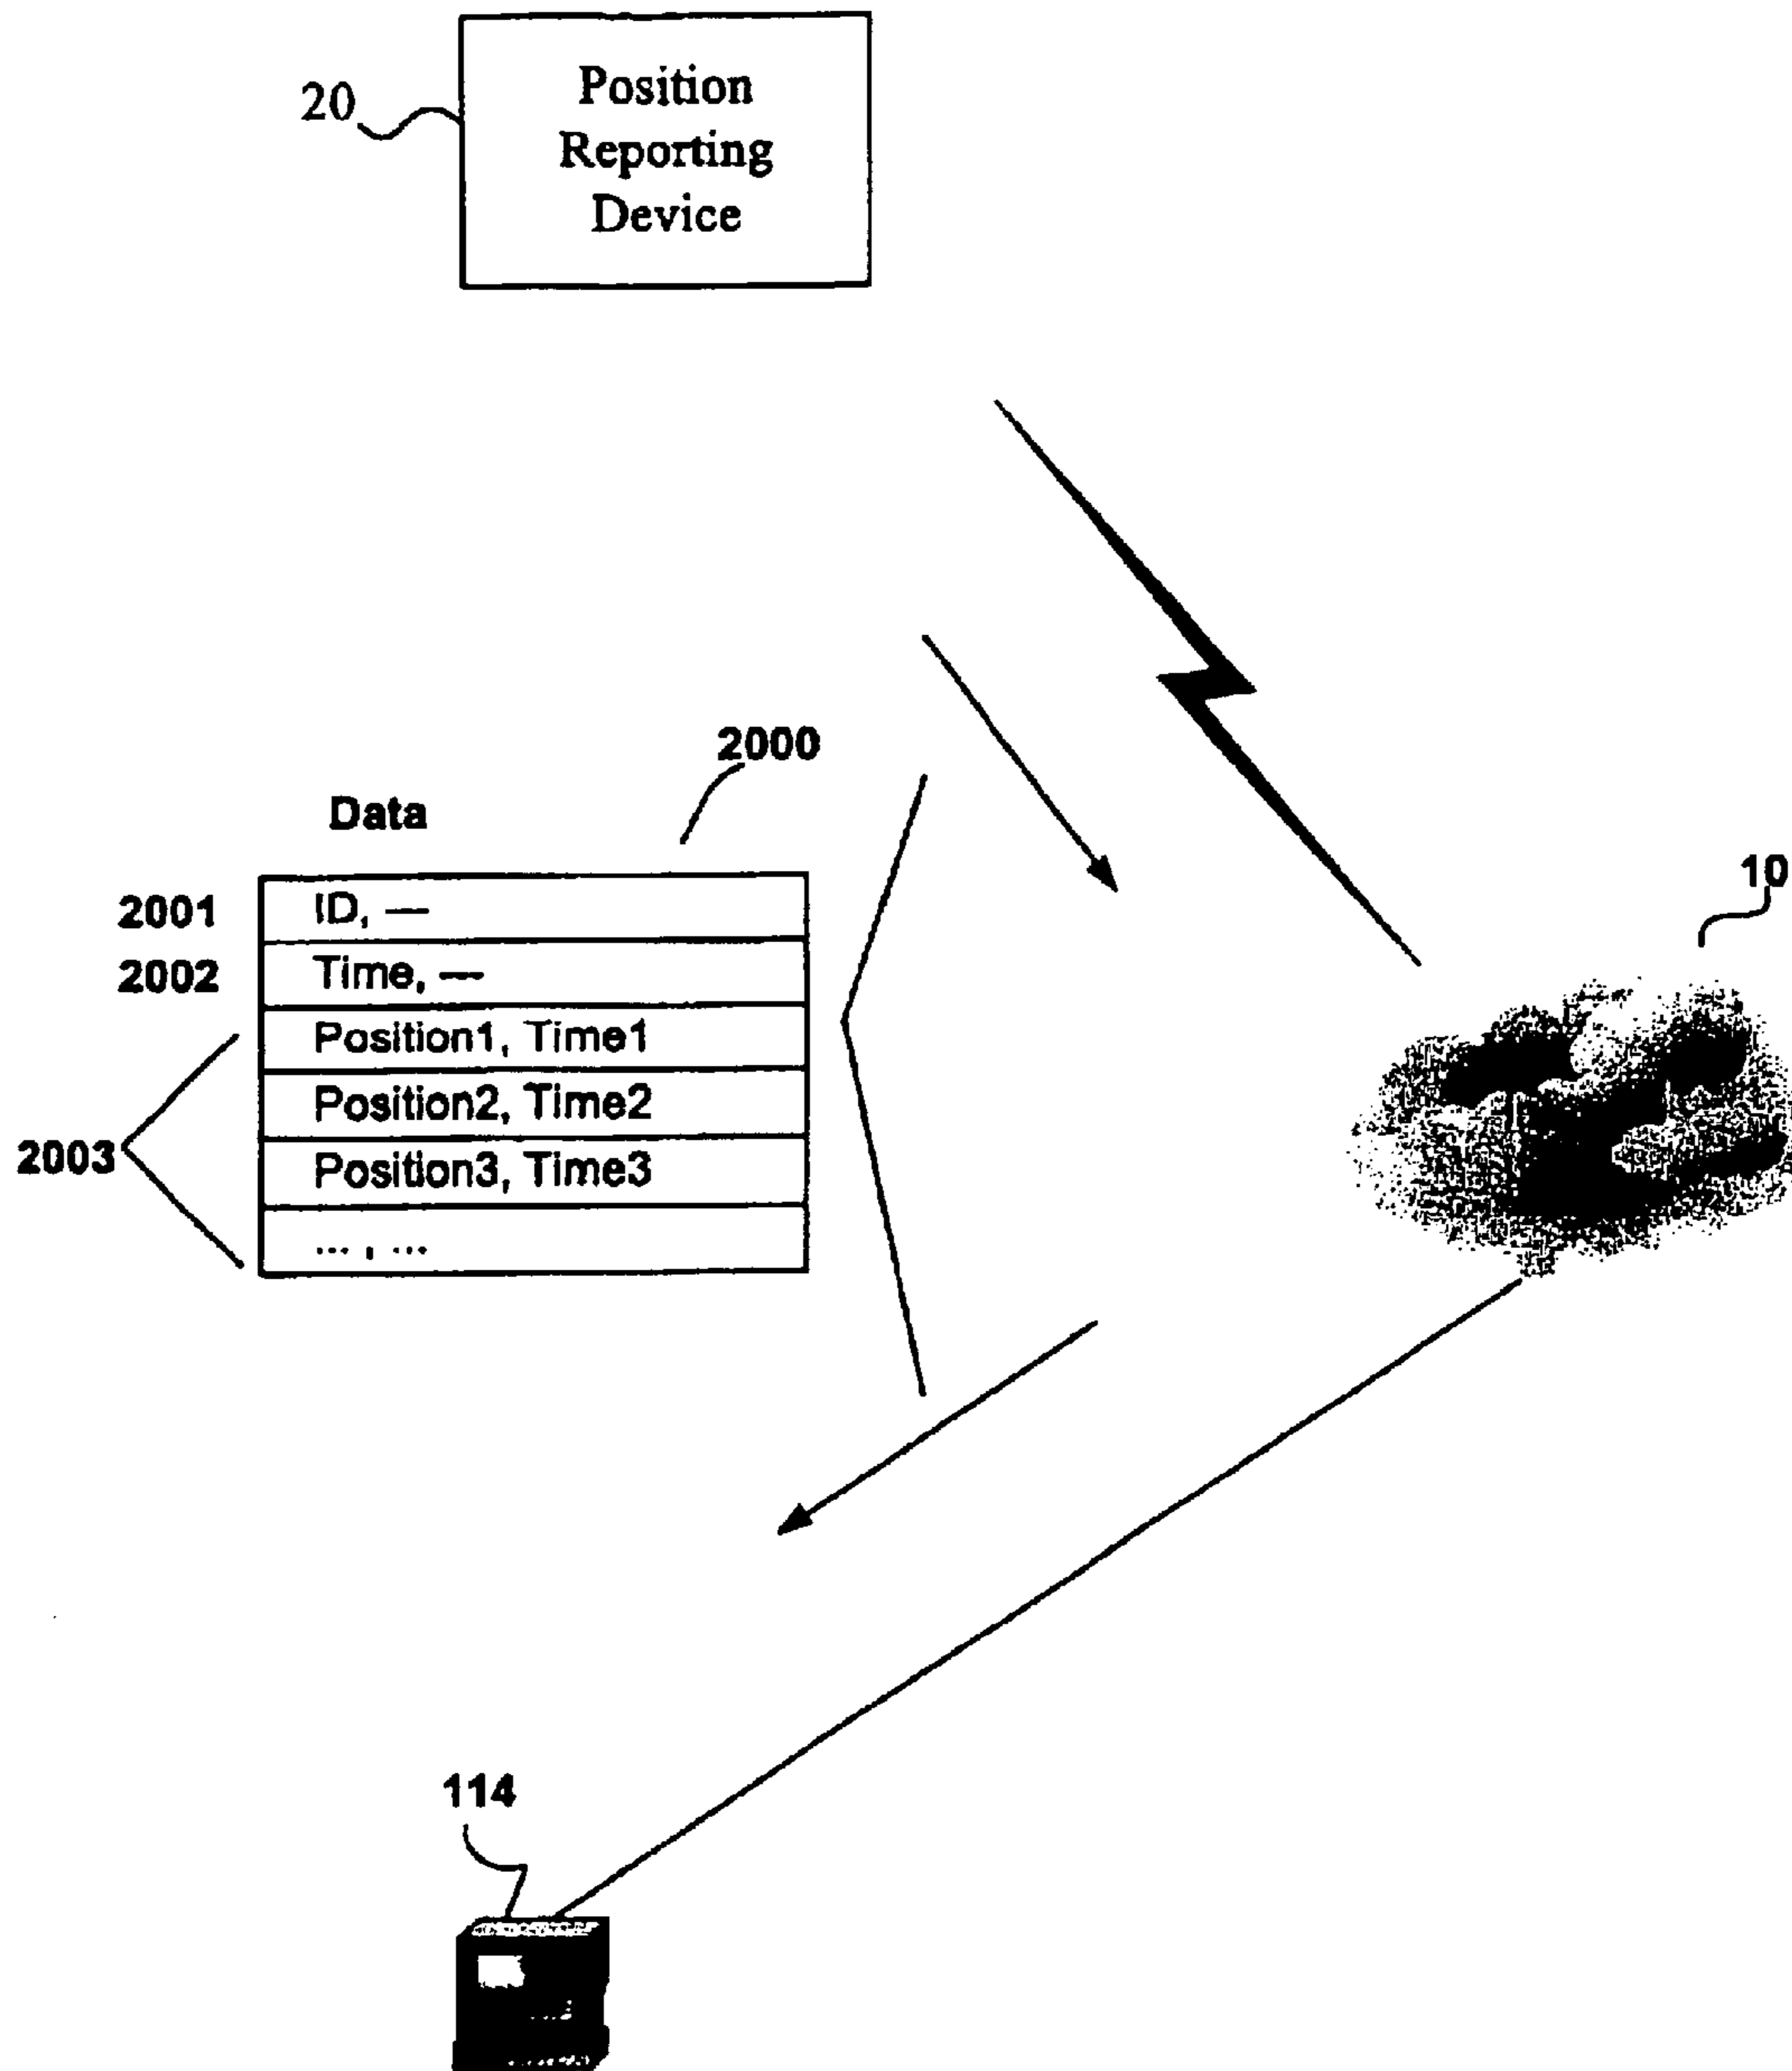 20
Position
Reporting
Device
2000
Data
10
2001
ID, —
2002
Time, —
Position1, Time1
Position2, Time2
2003
Position3, Time3
... , ...
114